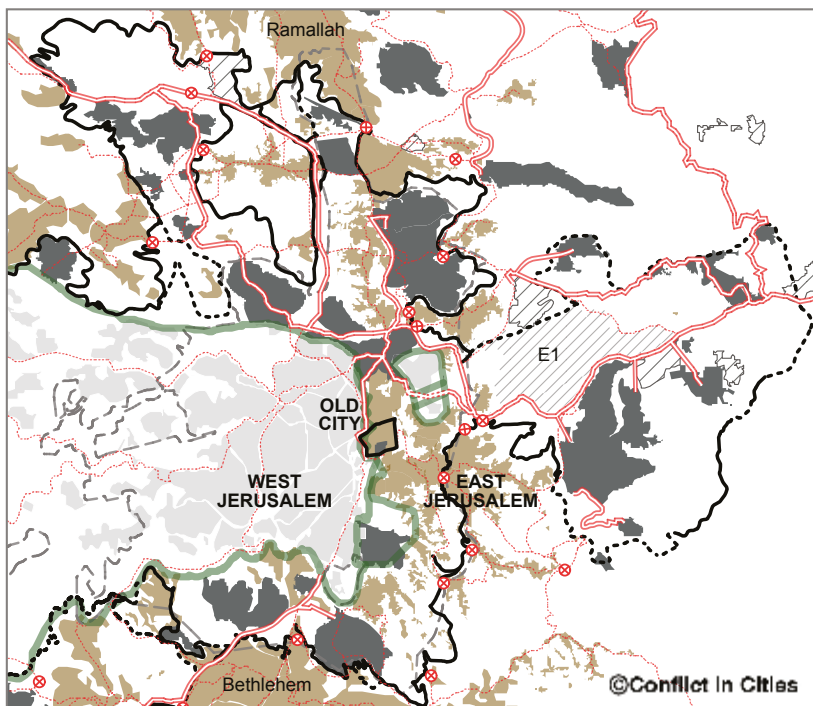 Ramallah
E1
OLD
CITY
WEST
JERUSALEM
EAST
JERUSALEM
Bethlehem
©Conflict in Cities